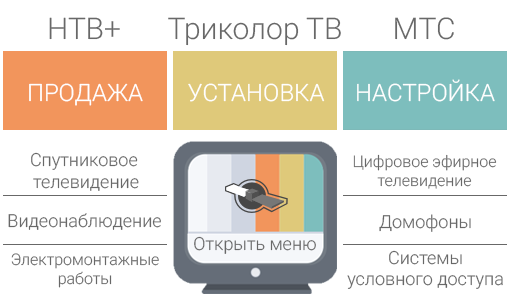 НТВ+ Триколор ТВ МТС
ПРОДАЖА УСТАНОВКА НАСТРОЙКА
Спутниковое
телевидение
Видеонаблюдение
Электромонтажные
работы
Открыть меню
Цифровое эфирное
телевидение
Домофоны
Системы
условного доступа